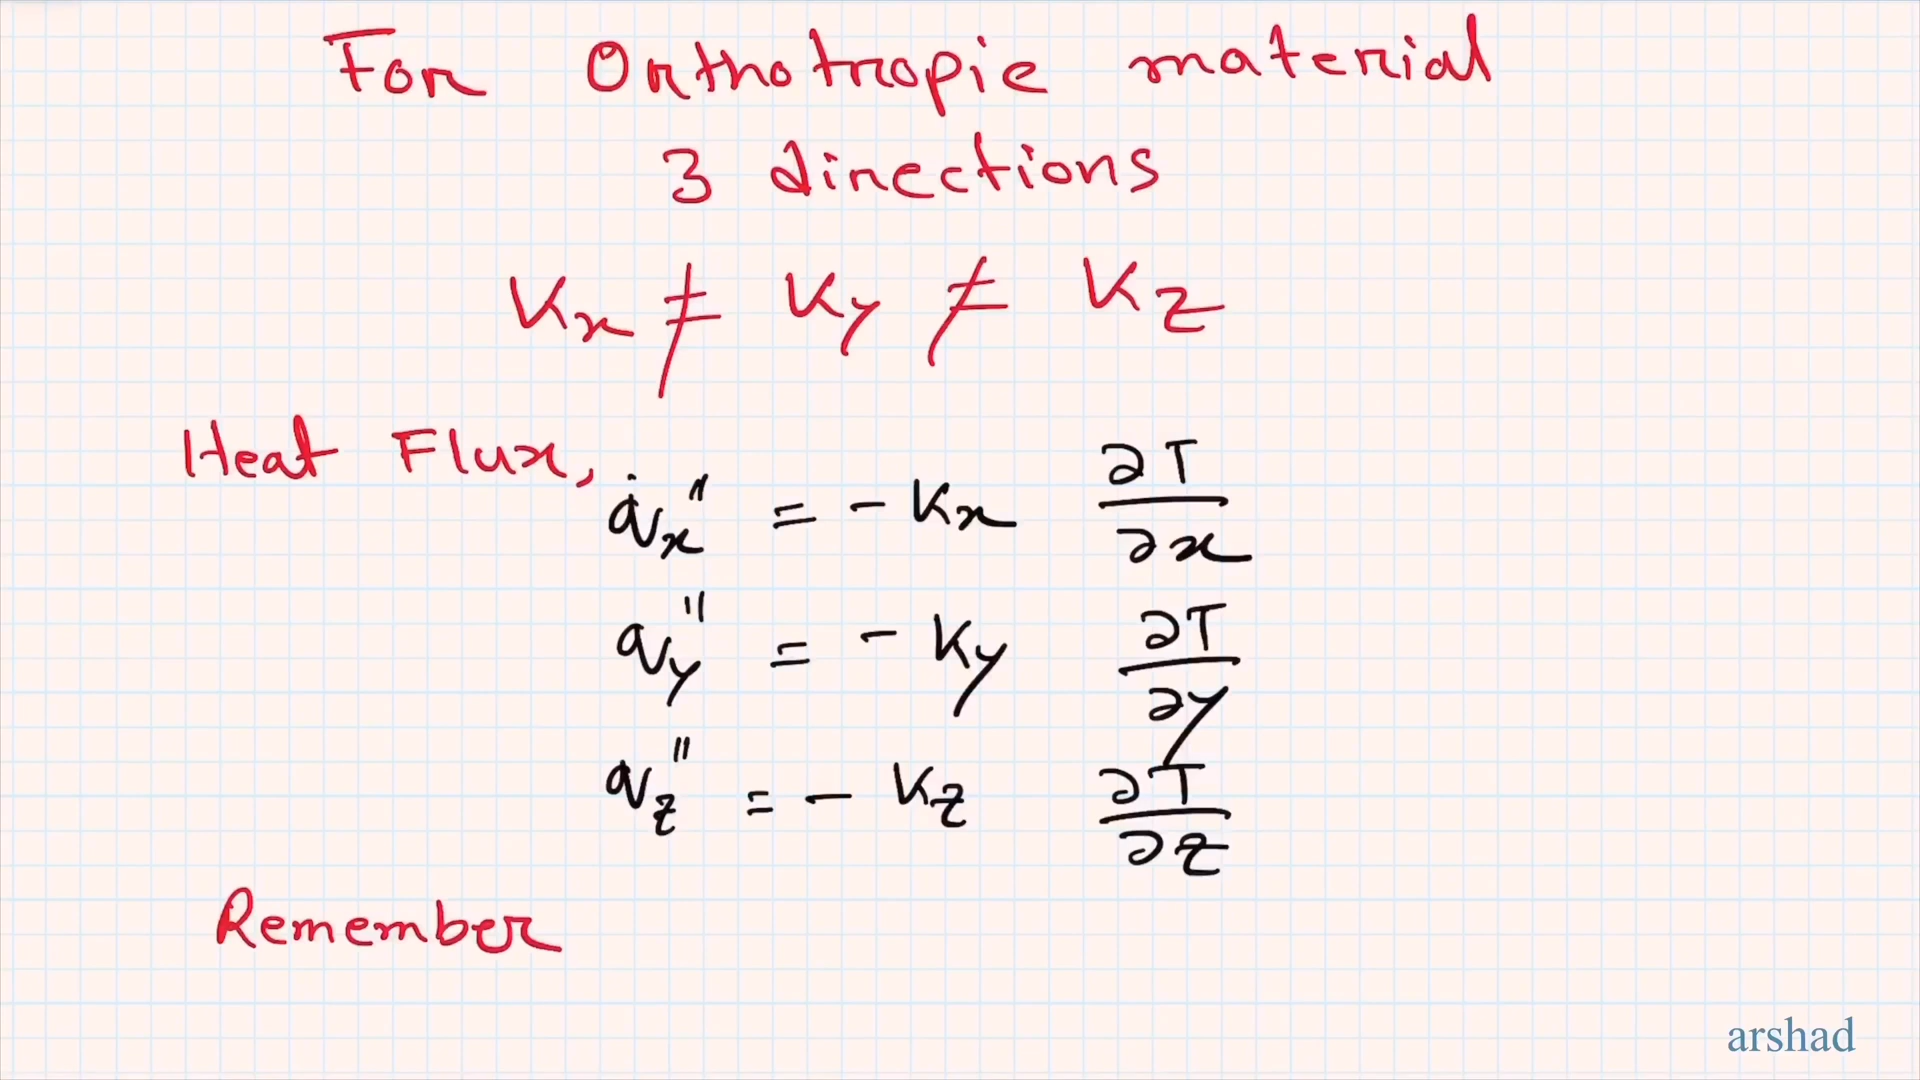 For Orthotropic material
3 directions
Kx ≠ Ky ≠ Kz
Heat Flux,
q̇x'' = - Kx ∂T/∂x
qy'' = - Ky ∂T/∂y
qz'' = - Kz ∂T/∂z
Remember
arshad